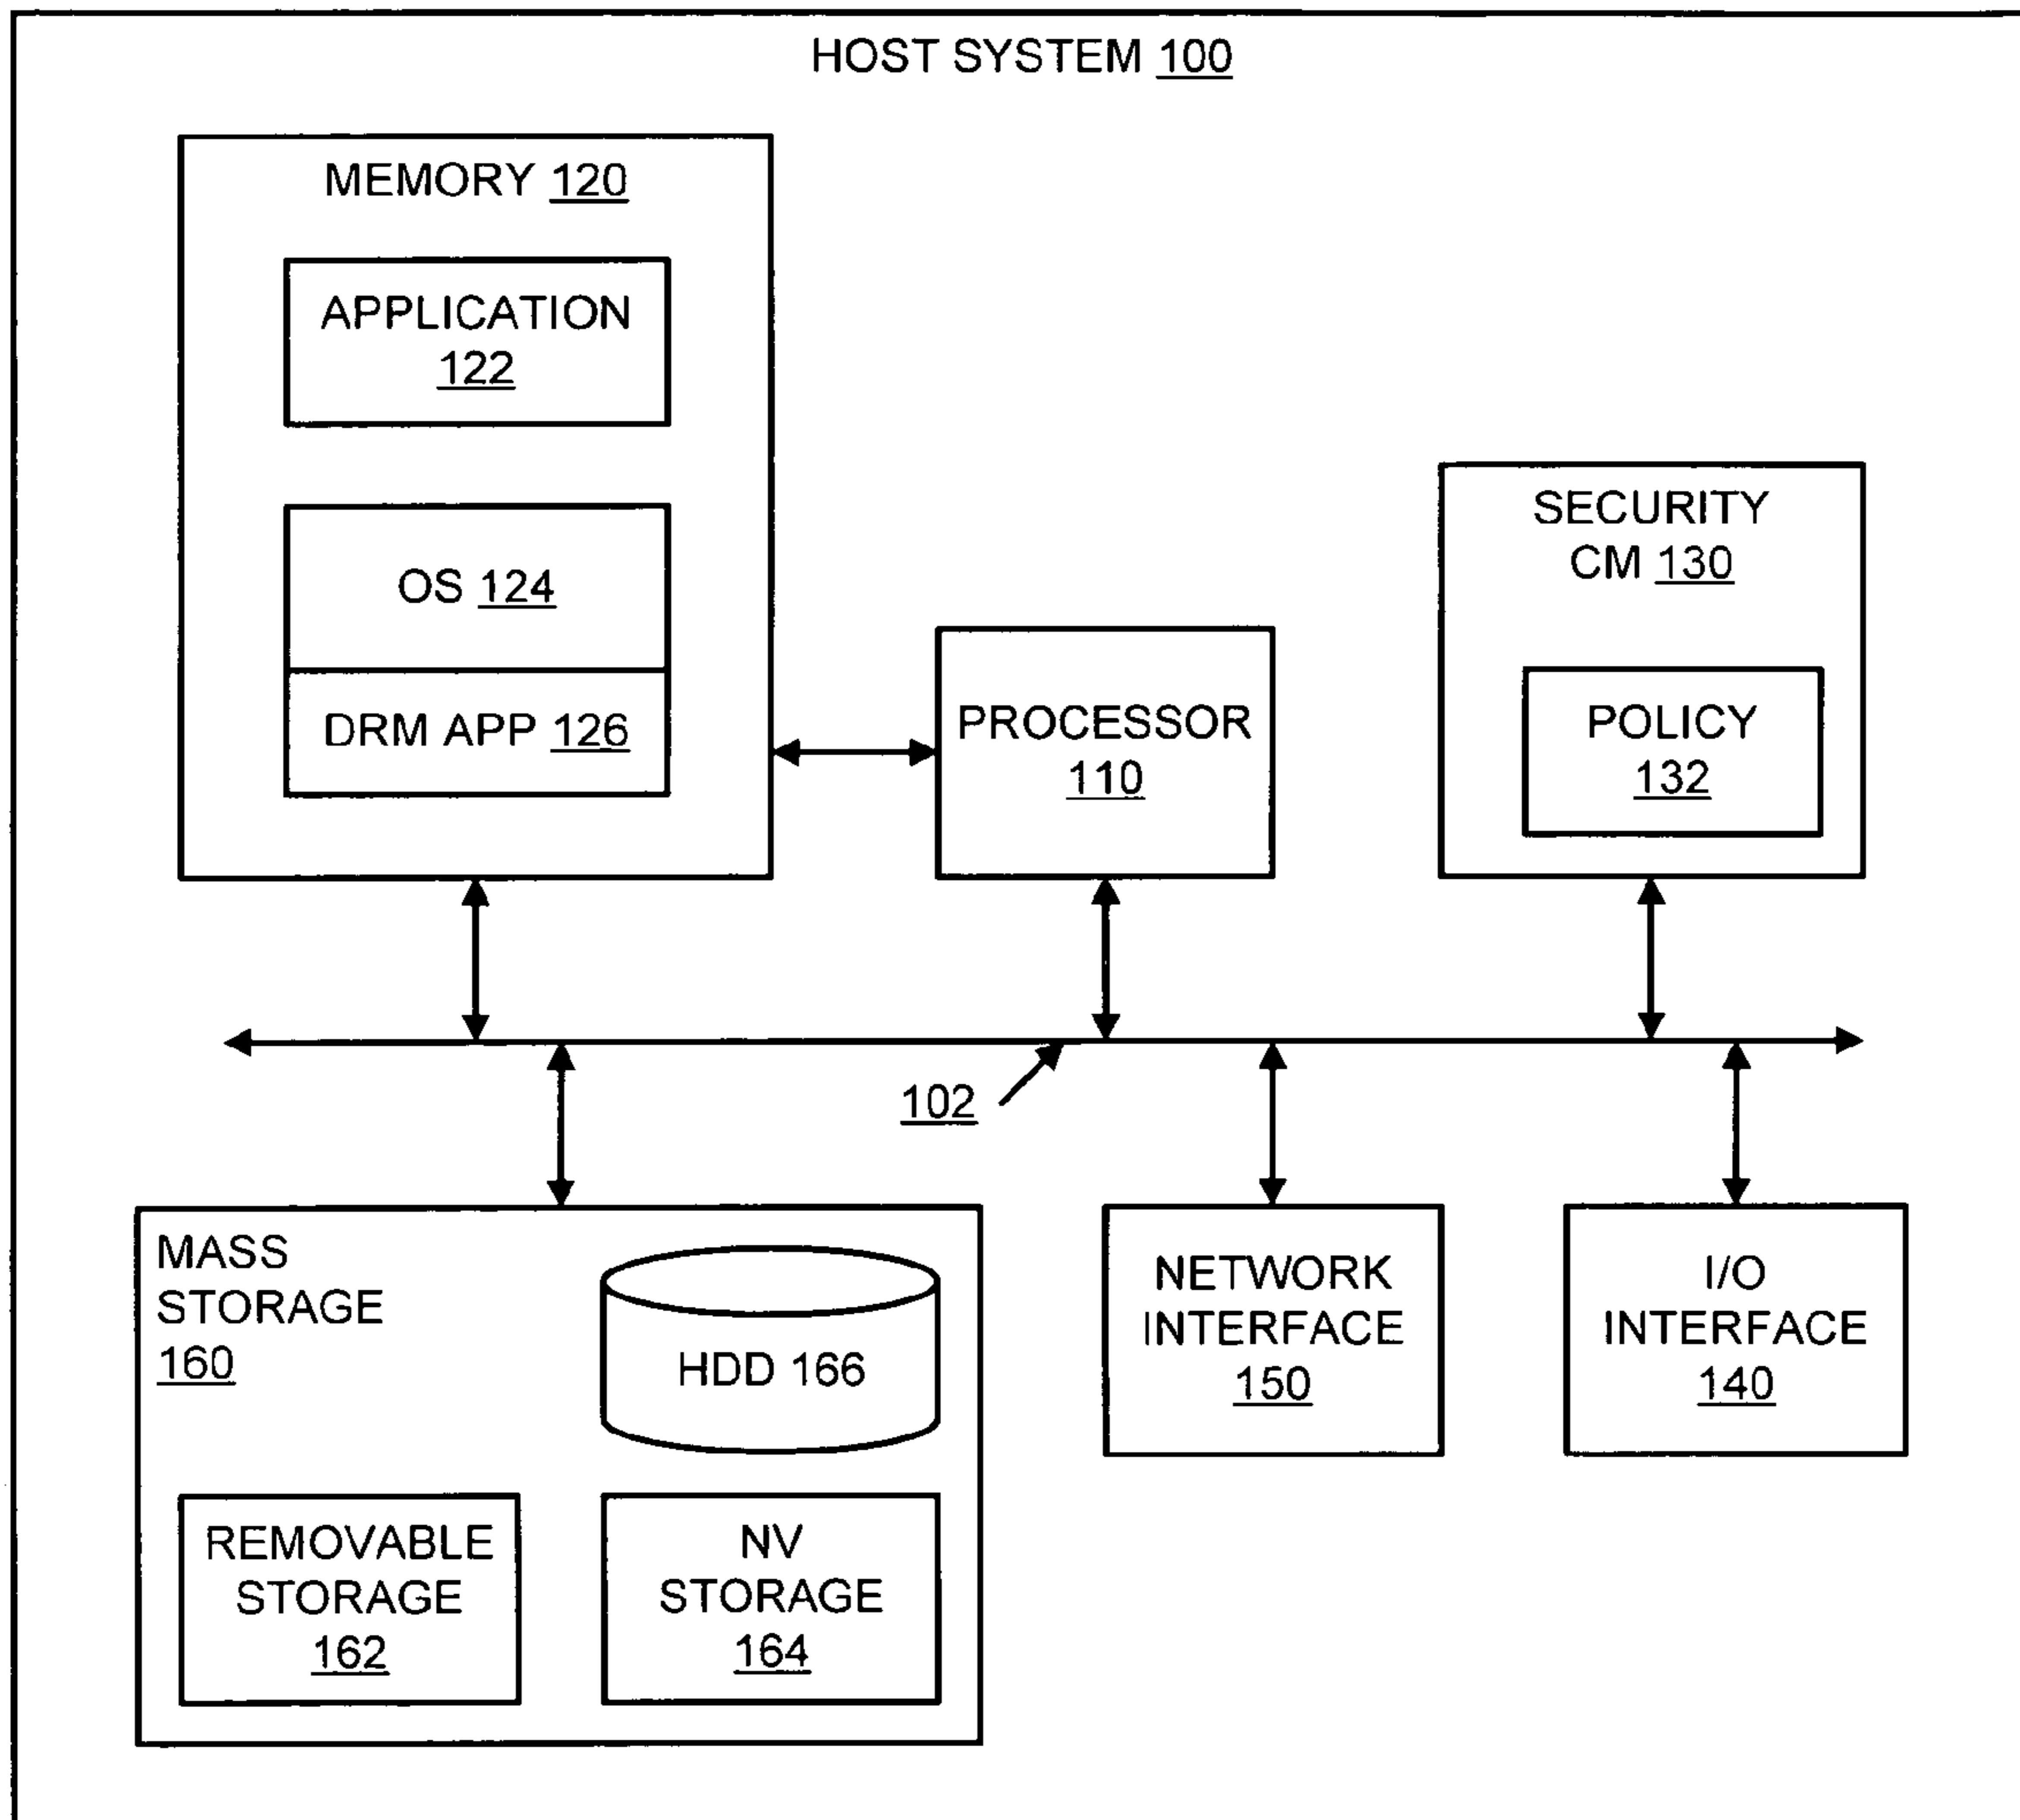 HOST SYSTEM 100
MEMORY 120
APPLICATION
122
OS 124
DRM APP 126
PROCESSOR
110
SECURITY
CM 130
POLICY
132
102
MASS
STORAGE
160
HDD 166
REMOVABLE
STORAGE
162
NV
STORAGE
164
NETWORK
INTERFACE
150
I/O
INTERFACE
140